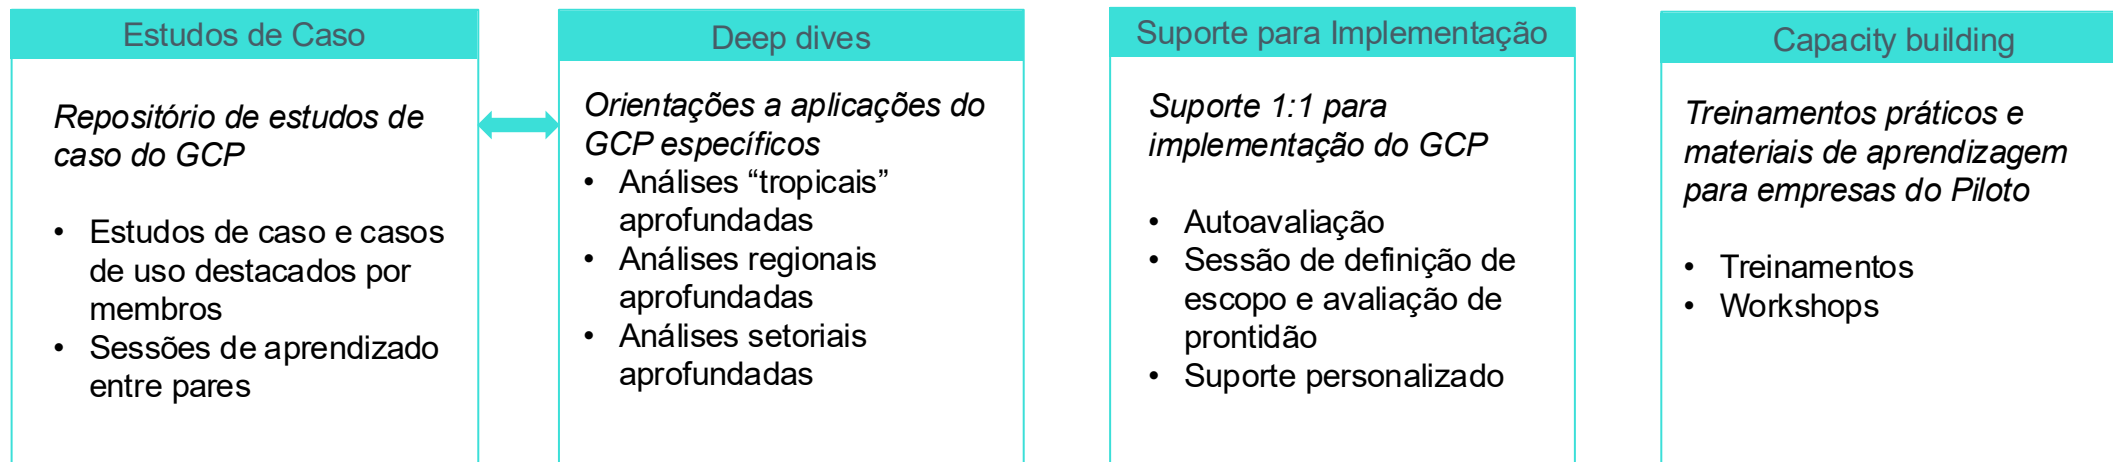 Estudos de Caso
Repositório de estudos de
caso do GCP
• Estudos de caso e casos
de uso destacados por
membros
• Sessões de aprendizado
entre pares
Deep dives
Orientações a aplicações do
GCP específicos
• Análises “tropicais”
aprofundadas
• Análises regionais
aprofundadas
• Análises setoriais
aprofundadas
Suporte para Implementação
Suporte 1:1 para
implementação do GCP
• Autoavaliação
• Sessão de definição de
escopo e avaliação de
prontidão
• Suporte personalizado
Capacity building
Treinamentos práticos e
materiais de aprendizagem
para empresas do Piloto
• Treinamentos
• Workshops